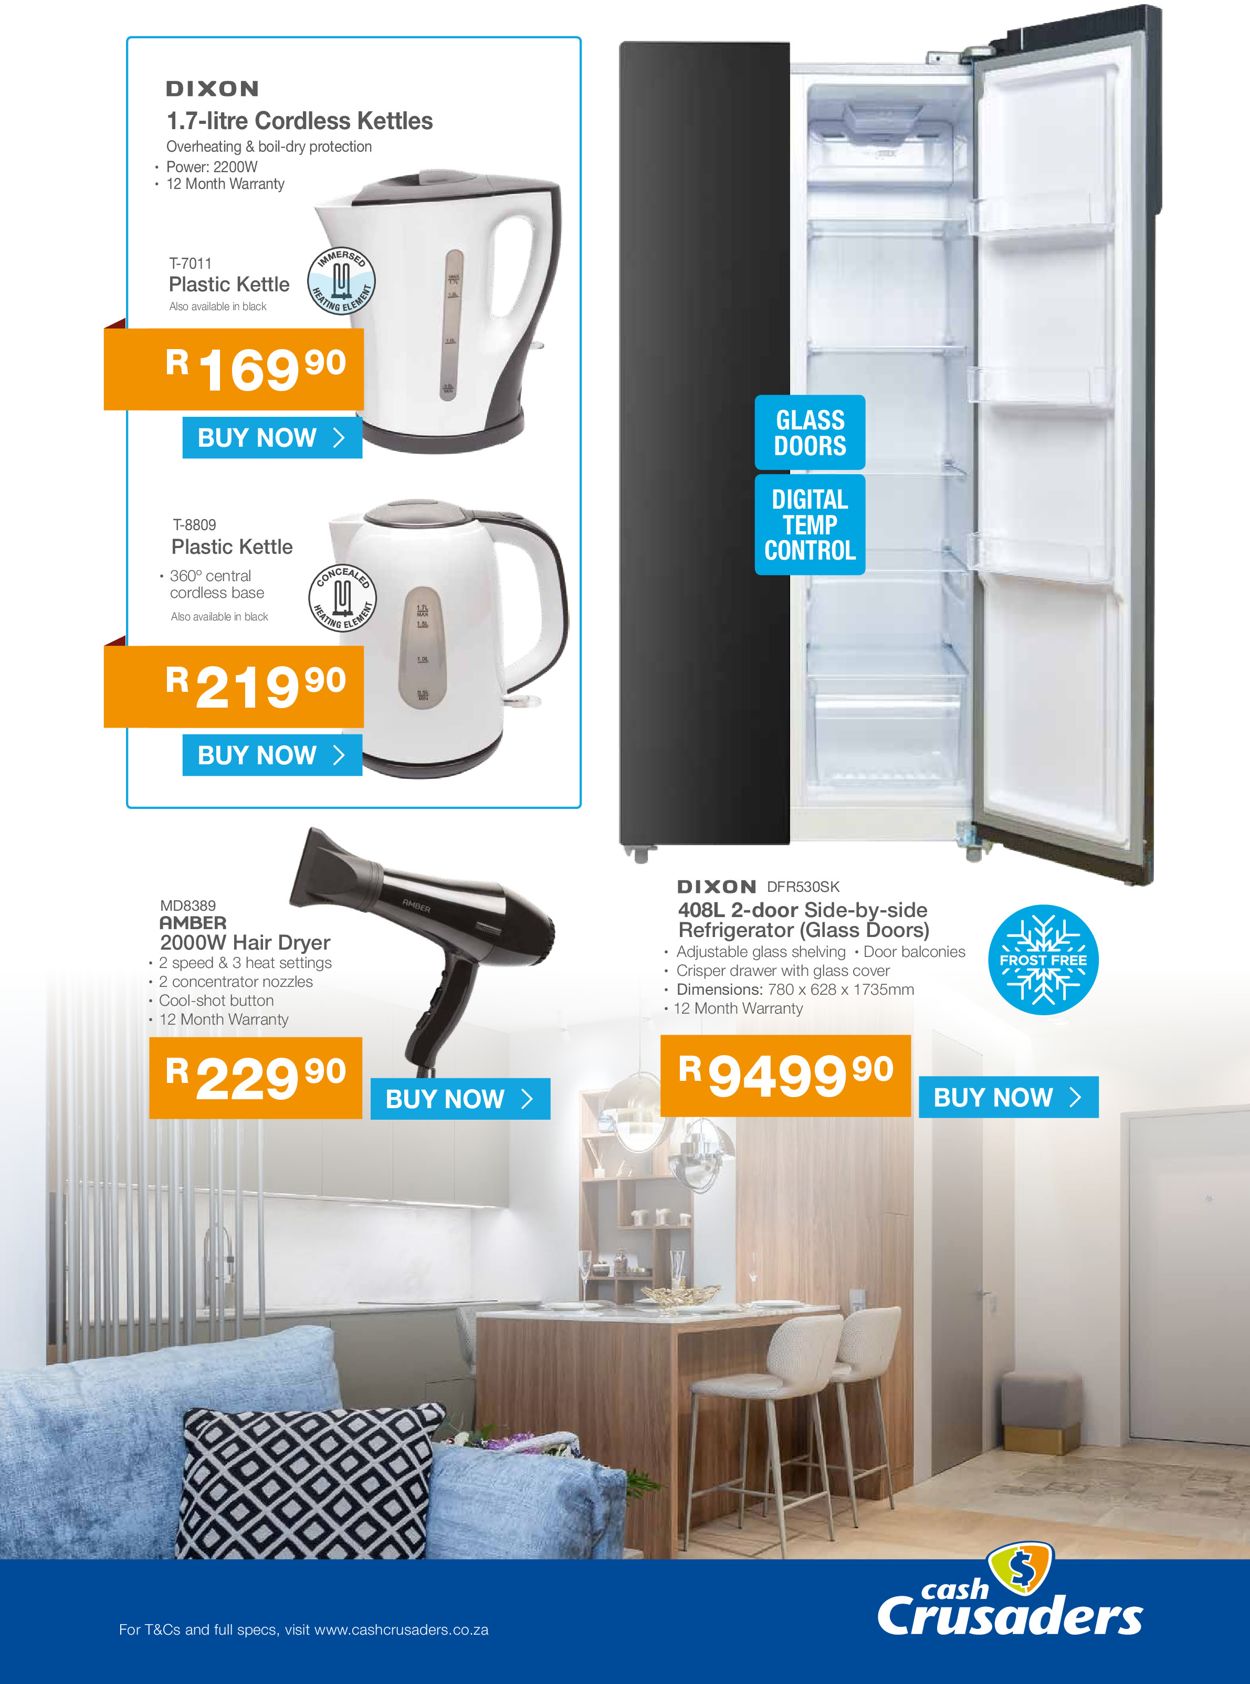 DIXON
1.7-litre Cordless Kettles
Overheating & boil-dry protection
• Power: 2200W
• 12 Month Warranty
T-7011
Plastic Kettle
Also available in black
IMMERSED
HEATING ELEMENT
R 169 90
BUY NOW >
T-8809
Plastic Kettle
• 360º central
cordless base
Also available in black
CONCEALED
HEATING ELEMENT
R 219 90
BUY NOW >
GLASS
DOORS
DIGITAL
TEMP
CONTROL
MD8389
AMBER
2000W Hair Dryer
• 2 speed & 3 heat settings
• 2 concentrator nozzles
• Cool-shot button
• 12 Month Warranty
AMBER
R 229 90
BUY NOW >
DIXON DFR530SK
408L 2-door Side-by-side
Refrigerator (Glass Doors)
• Adjustable glass shelving • Door balconies
• Crisper drawer with glass cover
• Dimensions: 780 x 628 x 1735mm
• 12 Month Warranty
FROST FREE
R 9499 90
BUY NOW >
For T&Cs and full specs, visit www.cashcrusaders.co.za
$
cash
Crusaders